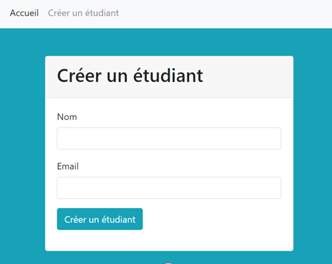 Accueil Créer un étudiant
Créer un étudiant
Nom
Email
Créer un étudiant